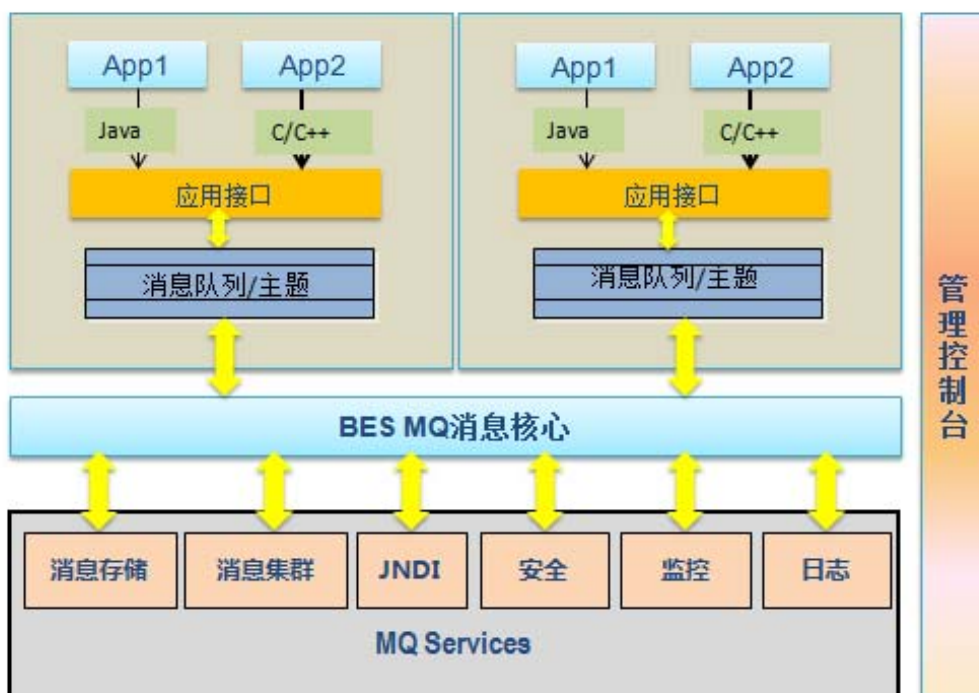 App1
App2
Java
C/C++
应用接口
消息队列/主题
App1
App2
Java
C/C++
应用接口
消息队列/主题
BES MQ消息核心
消息存储
消息集群
JNDI
安全
监控
日志
MQ Services
管理控制台